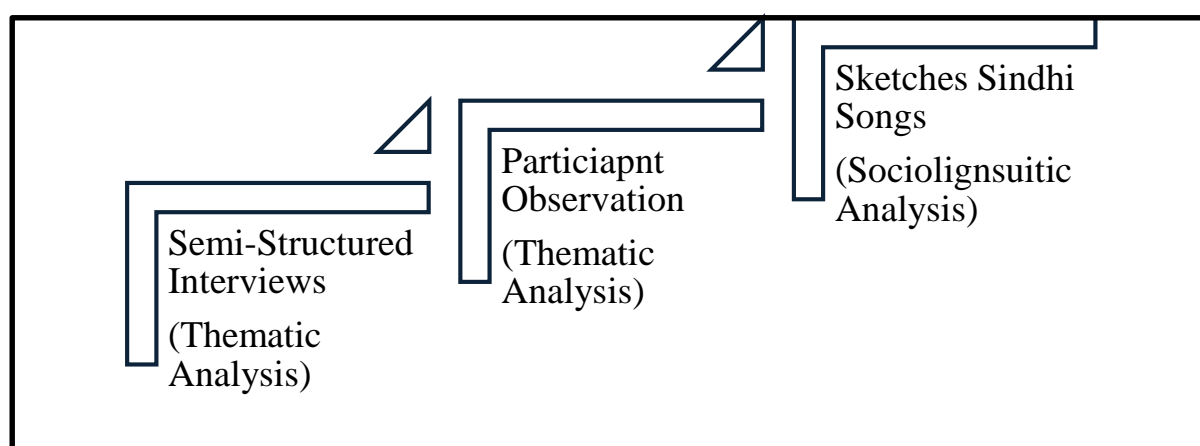 Semi-Structured
Interviews
(Thematic
Analysis)
Particiapnt
Observation
(Thematic
Analysis)
Sketches Sindhi
Songs
(Sociolignsuitic
Analysis)